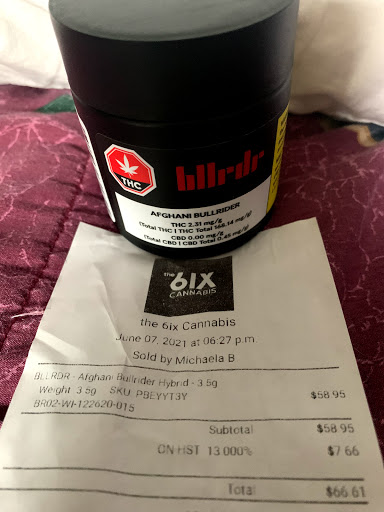 THC
bllrdr
AFGHANI BULLRIDER
THC 2.31 mg/g
(Total THC | THC Total 166.14 mg/g)
CBD 0.00 mg/g
(Total CBD | CBD Total 0.45 mg/g)
the
6IX
CANNABIS
the 6ix Cannabis
June 07, 2021 at 06:27 p.m.
Sold by Michaela B
BLLRDR - Afghani Bullrider Hybrid - 3.5g
Weight 3.5g SKU PBEYYT3Y $58.95
BR02-WI-122620-015
Subtotal $58.95
ON HST 13.000% $7.66
Total $66.61